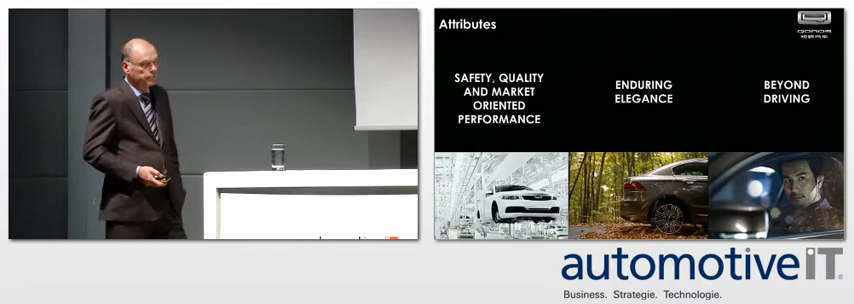 Attributes
QOROS
SAFETY, QUALITY
AND MARKET
ORIENTED
PERFORMANCE
ENDURING
ELEGANCE
BEYOND
DRIVING
automotiveIT
Business. Strategie. Technologie.